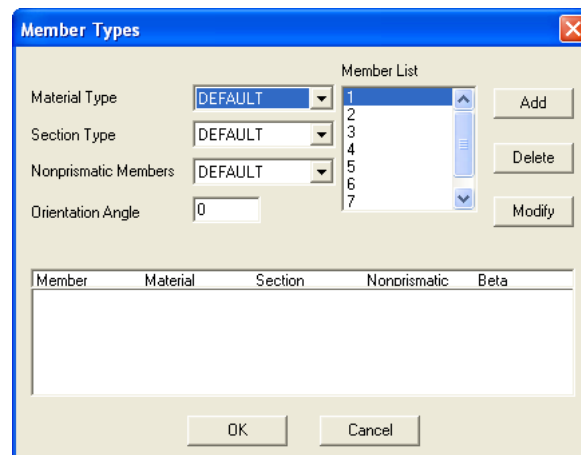 Member Types
Member List
Material Type DEFAULT
Section Type DEFAULT
Nonprismatic Members DEFAULT
Orientation Angle 0
1
2
3
4
5
6
7
Add
Delete
Modify
Member Material Section Nonprismatic Beta
OK Cancel